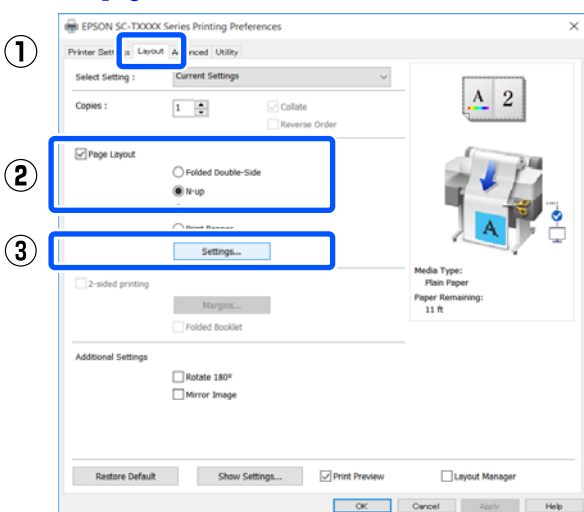 EPSON SC-TXXXX Series Printing Preferences
Layout
Utility
①
Select Setting :
Current Settings
Copies :
1
Collate
Reverse Order
A 2
②
Page Layout
Folded Double-Side
N-up
③
Settings...
A
Media Type:
Plain Paper
Paper Remaining:
11 ft
2-sided printing
Margins...
Folded Booklet
Additional Settings
Rotate 180°
Mirror Image
Restore Default
Show Settings...
Print Preview
Layout Manager
OK
Cancel
Apply
Help